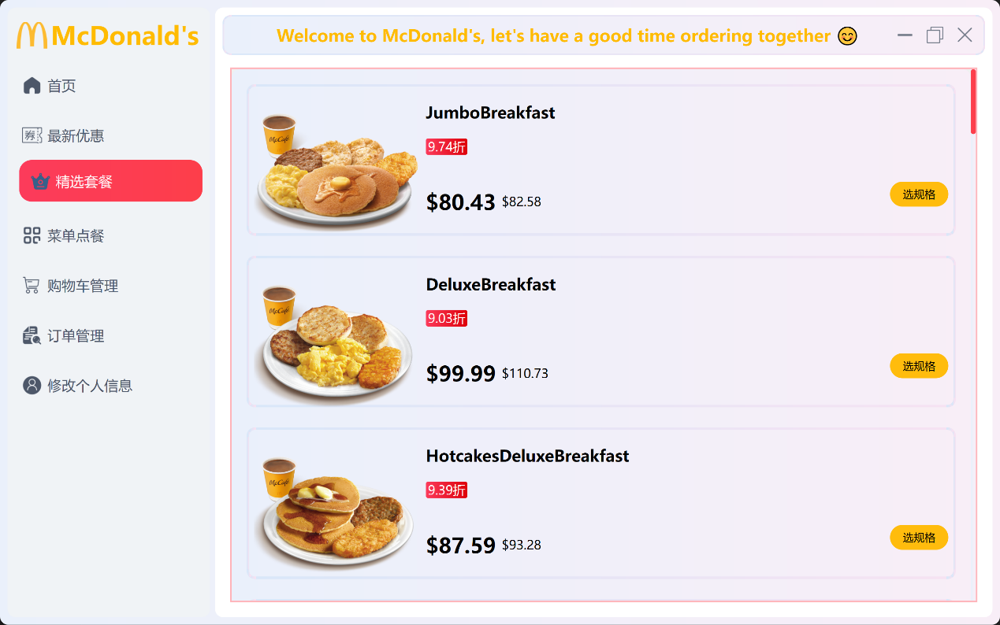 McDonald's
Welcome to McDonald's, let's have a good time ordering together 😊
首页
券
最新优惠
精选套餐
菜单点餐
购物车管理
订单管理
修改个人信息
McCafé
JumboBreakfast
9.74折
$80.43 $82.58
选规格
McCafé
DeluxeBreakfast
9.03折
$99.99 $110.73
选规格
McCafé
HotcakesDeluxeBreakfast
9.39折
$87.59 $93.28
选规格